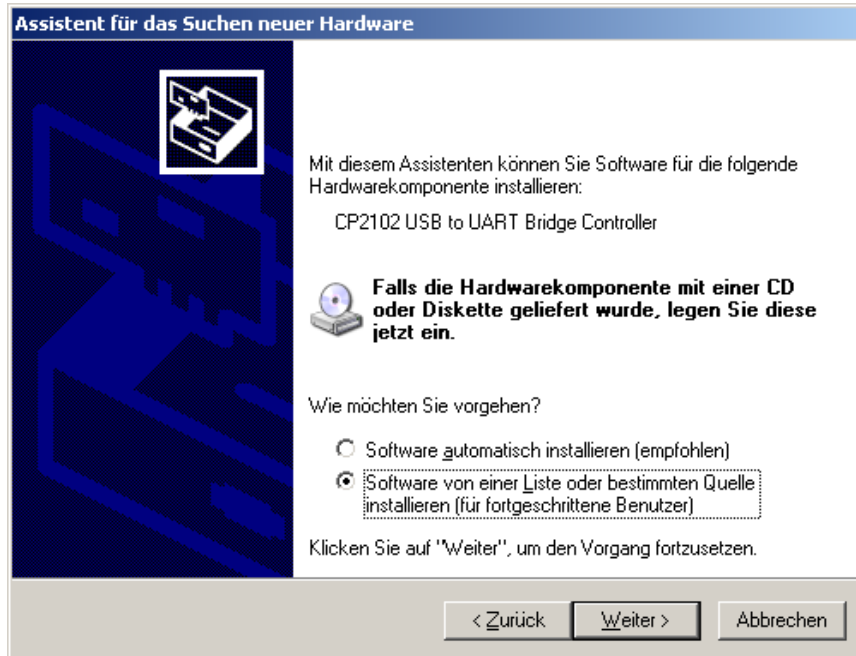 Assistent für das Suchen neuer Hardware
Mit diesem Assistenten können Sie Software für die folgende
Hardwarekomponente installieren:
CP2102 USB to UART Bridge Controller
Falls die Hardwarekomponente mit einer CD
oder Diskette geliefert wurde, legen Sie diese
jetzt ein.
Wie möchten Sie vorgehen?
Software automatisch installieren (empfohlen)
Software von einer Liste oder bestimmten Quelle
installieren (für fortgeschrittene Benutzer)
Klicken Sie auf "Weiter", um den Vorgang fortzusetzen.
< Zurück Weiter > Abbrechen